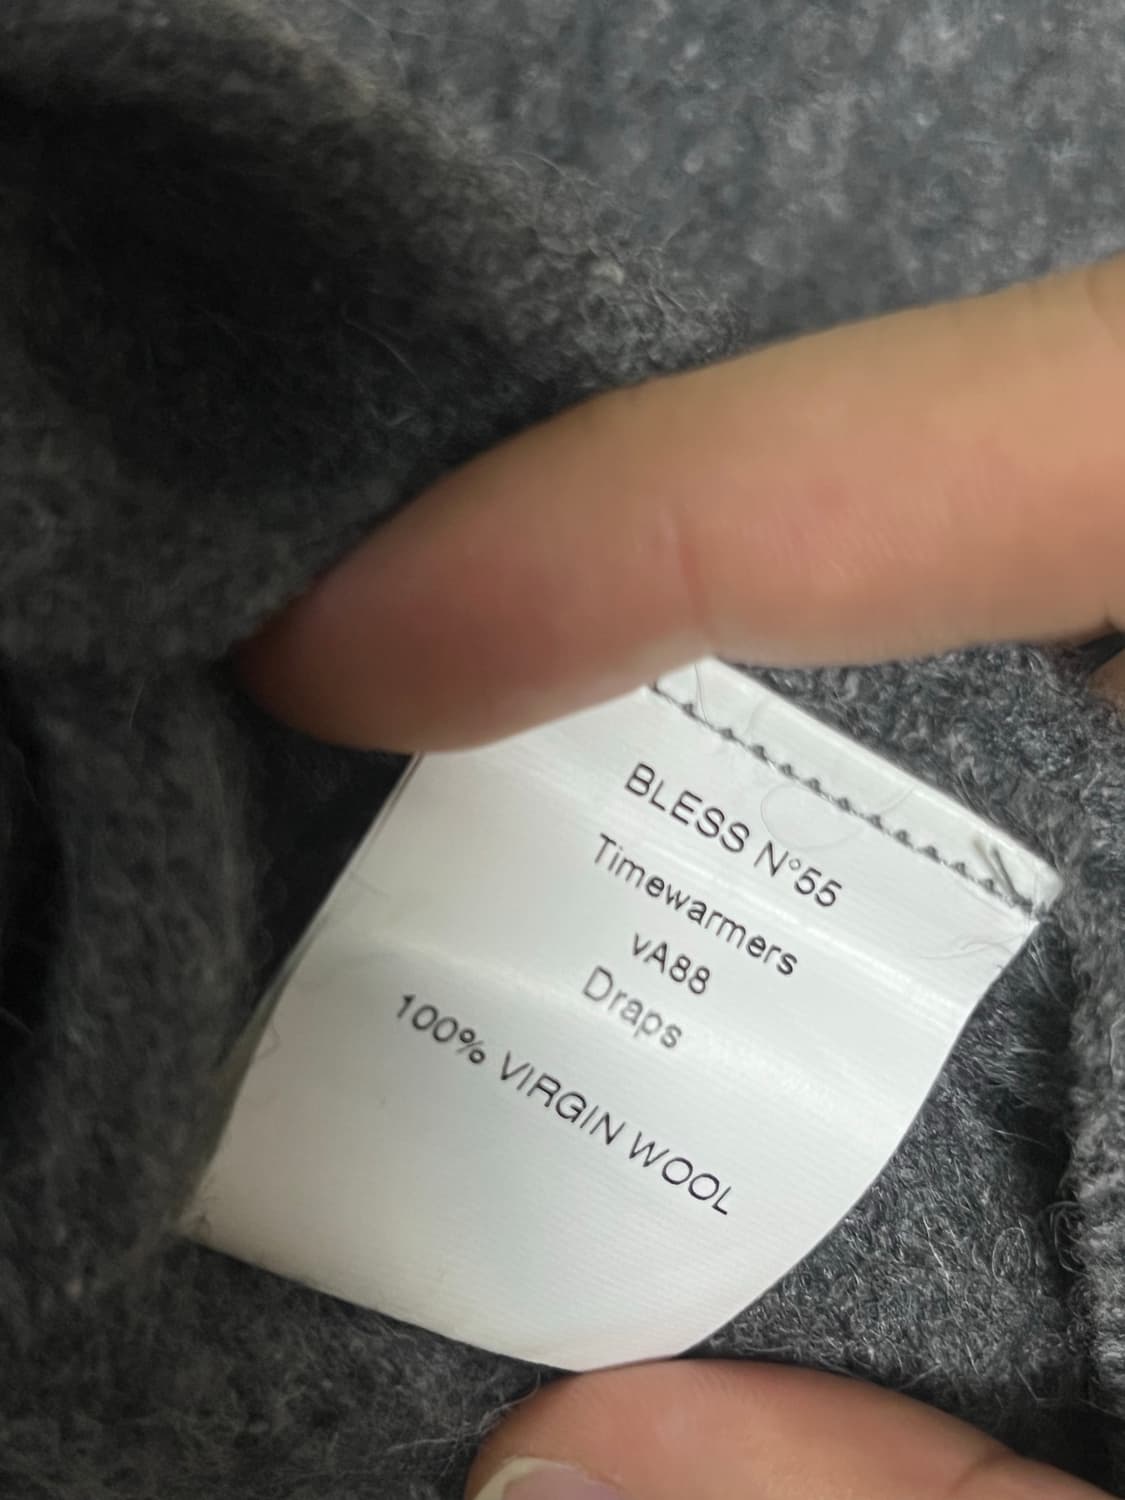 BLESS N°55
Timewarmers
vA88
Draps
100% VIRGIN WOOL